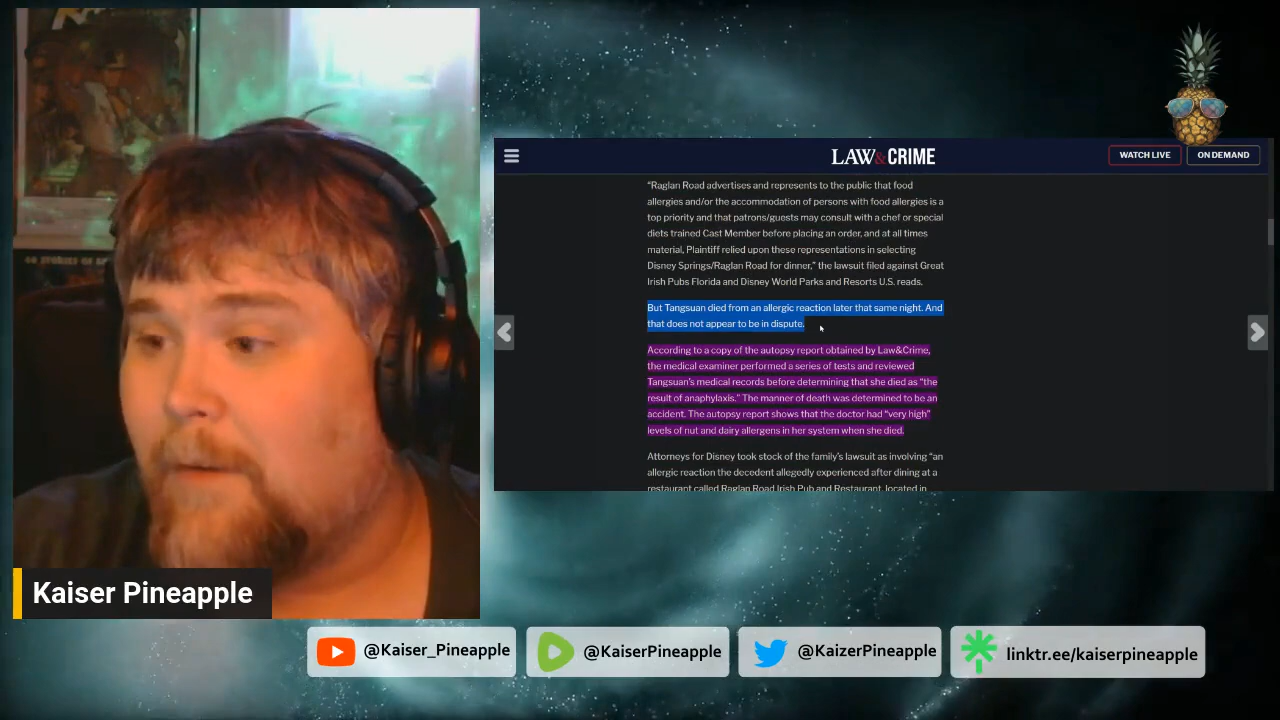 LAW&CRIME
WATCH LIVE
ON DEMAND
“Raglan Road advertises and represents to the public that food
allergies and/or the accommodation of persons with food allergies is a
top priority and that patrons/guests may consult with a chef or special
diets trained Cast Member before placing an order, and at all times
material, Plaintiff relied upon these representations in selecting
Disney Springs/Raglan Road for dinner,” the lawsuit filed against Great
Irish Pubs Florida and Disney World Parks and Resorts U.S. reads.
But Tangsuan died from an allergic reaction later that same night. And
that does not appear to be in dispute.
According to a copy of the autopsy report obtained by Law&Crime,
the medical examiner performed a series of tests and reviewed
Tangsuan’s medical records before determining that she died as “the
result of anaphylaxis.” The manner of death was determined to be an
accident. The autopsy report shows that the doctor had “very high”
levels of nut and dairy allergens in her system when she died.
Attorneys for Disney took stock of the family’s lawsuit as involving “an
allergic reaction the decedent allegedly experienced after dining at a
restaurant called Raglan Road Irish Pub and Restaurant, located in
Kaiser Pineapple
@Kaiser_Pineapple
@KaiserPineapple
@KaizerPineapple
linktr.ee/kaiserpineapple